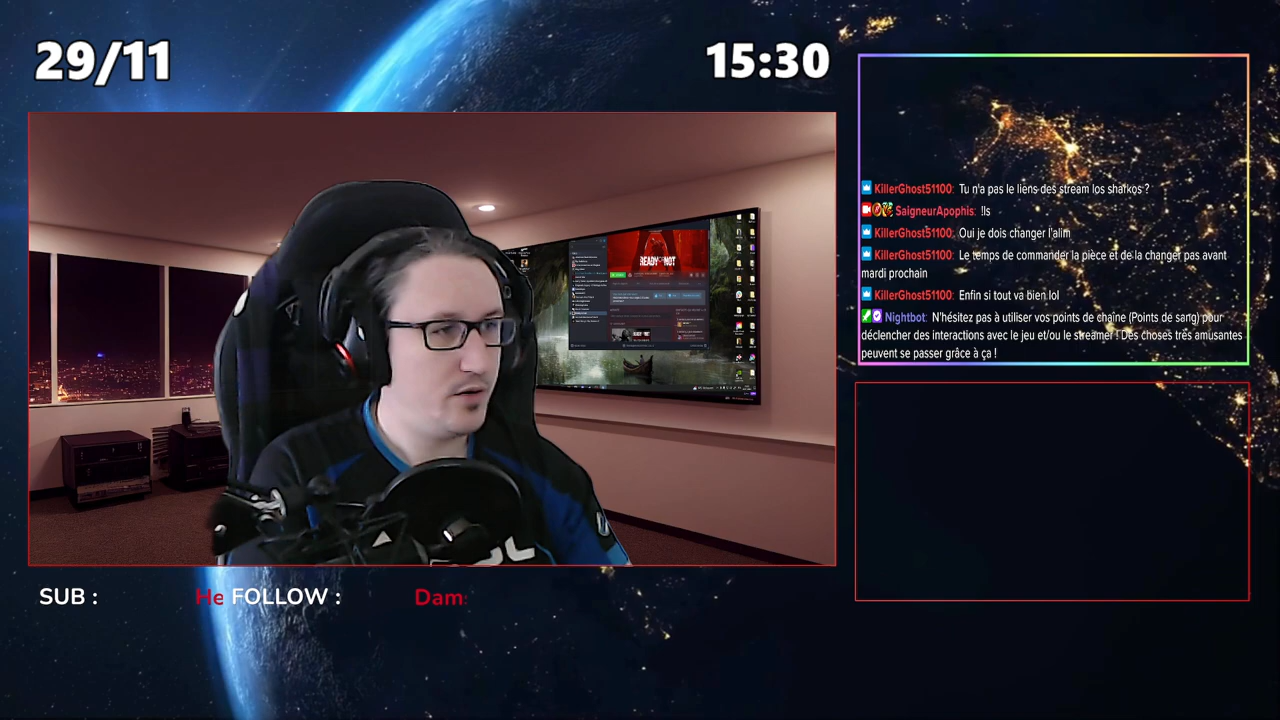 29/11
15:30
KillerGhost51100: Tu n'a pas le liens des stream los sharkos ?
SaigneurApophis: !ls
KillerGhost51100: Oui je dois changer l'alim
KillerGhost51100: Le temps de commander la pièce et de la changer pas avant
mardi prochain
KillerGhost51100: Enfin si tout va bien lol
Nightbot: N'hésitez pas à utiliser vos points de chaîne (Points de sang) pour
déclencher des interactions avec le jeu et/ou le streamer ! Des choses très amusantes
peuvent se passer grâce à ça !
READY OR NOT
SUB : He FOLLOW : Dam